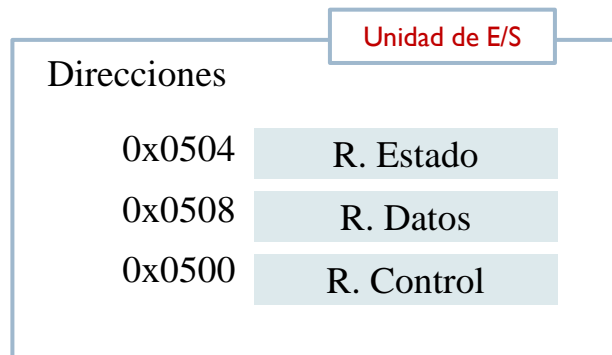 Unidad de E/S
Direcciones
0x0504 R. Estado
0x0508 R. Datos
0x0500 R. Control